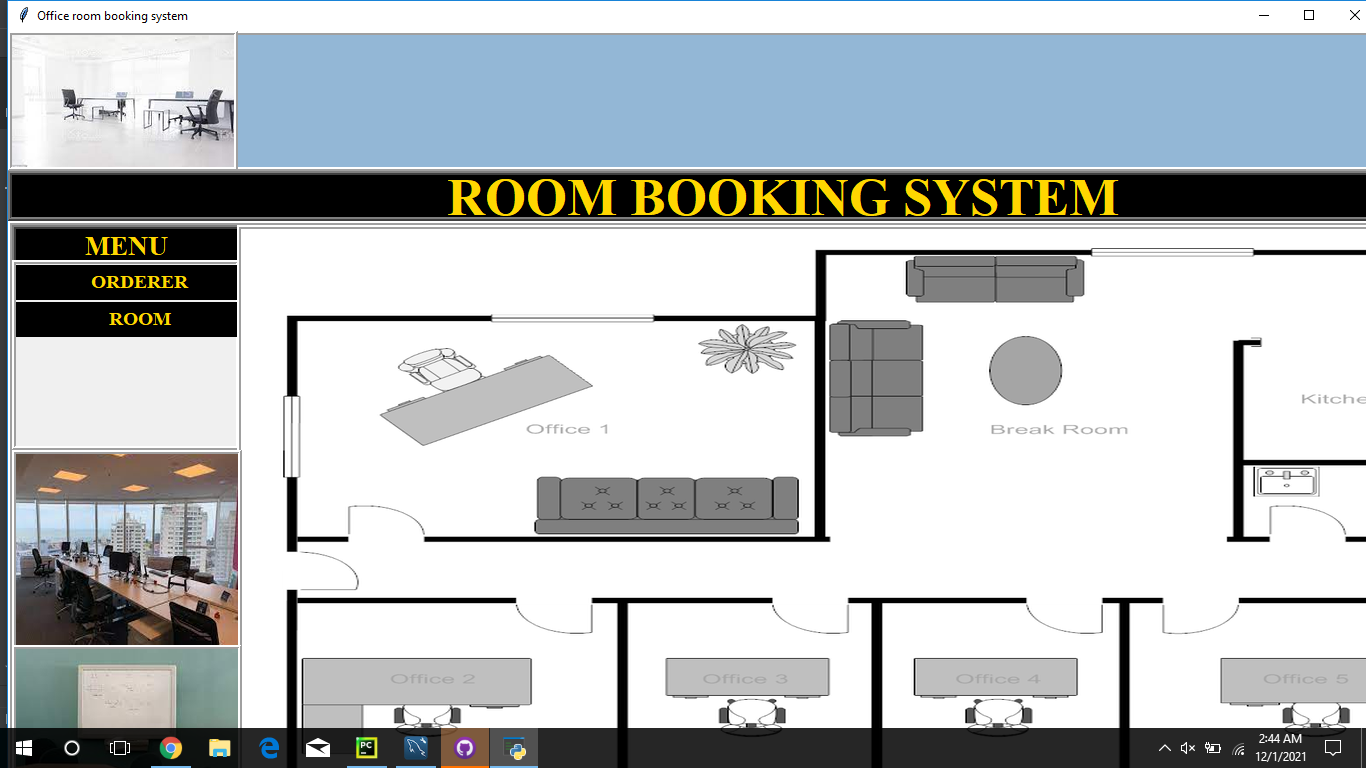 Office room booking system
ROOM BOOKING SYSTEM
MENU
ORDERER
ROOM
Office 1
Break Room
Kitche
Office 2
Office 3
Office 4
Office 5
PC
2:44 AM
12/1/2021